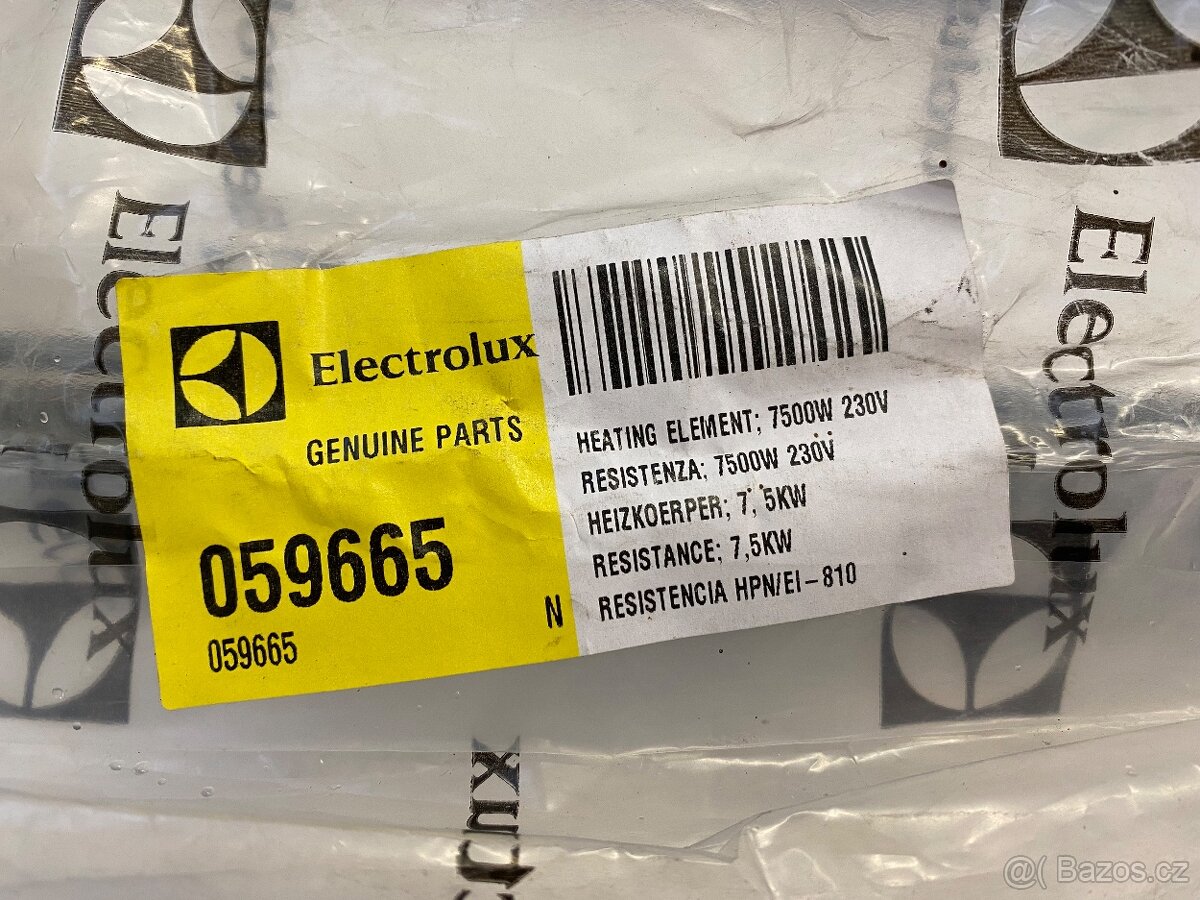 Electrolux
Electrolux
Electrolux
GENUINE PARTS
059665
059665
N
HEATING ELEMENT; 7500W 230V
RESISTENZA; 7500W 230V
HEIZKOERPER; 7, 5KW
RESISTANCE; 7,5KW
RESISTENCIA HPN/EI-810
@( Bazos.cz